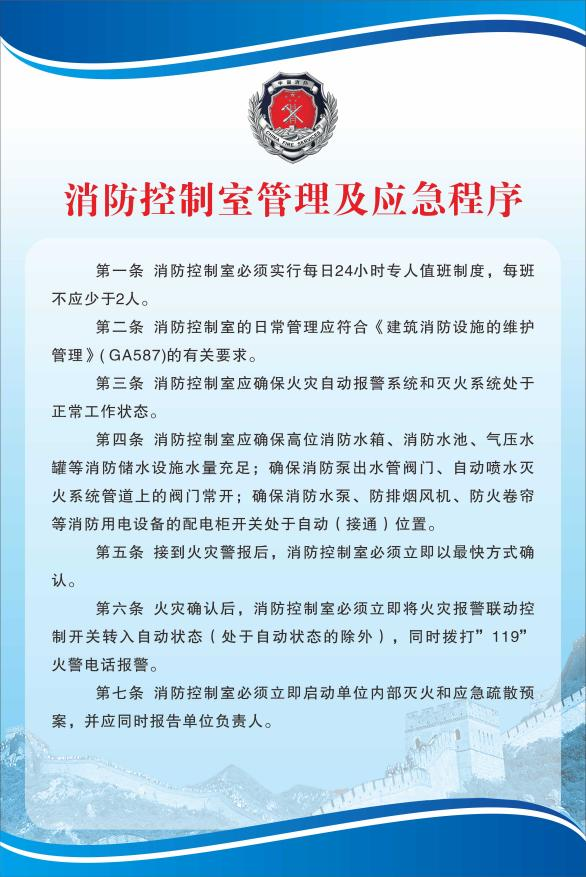 中国消防
CHINA FIRE SERVICES
消防控制室管理及应急程序
第一条 消防控制室必须实行每日24小时专人值班制度，每班
不应少于2人。
第二条 消防控制室的日常管理应符合《建筑消防设施的维护
管理》( GA587)的有关要求。
第三条 消防控制室应确保火灾自动报警系统和灭火系统处于
正常工作状态。
第四条 消防控制室应确保高位消防水箱、消防水池、气压水
罐等消防储水设施水量充足；确保消防泵出水管阀门、自动喷水灭
火系统管道上的阀门常开；确保消防水泵、防排烟风机、防火卷帘
等消防用电设备的配电柜开关处于自动（接通）位置。
第五条 接到火灾警报后，消防控制室必须立即以最快方式确
认。
第六条 火灾确认后，消防控制室必须立即将火灾报警联动控
制开关转入自动状态（处于自动状态的除外），同时拨打”119”
火警电话报警。
第七条 消防控制室必须立即启动单位内部灭火和应急疏散预
案，并应同时报告单位负责人。